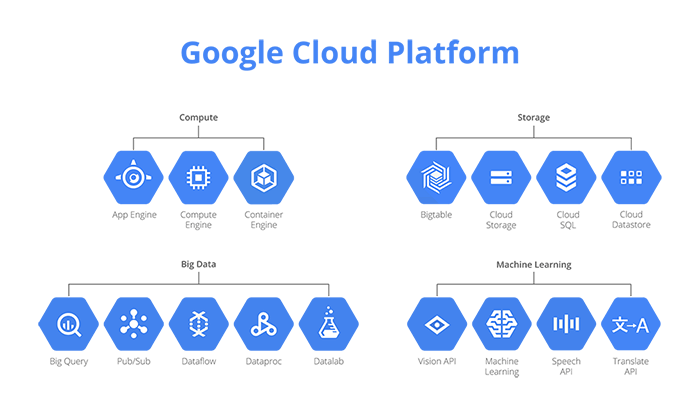 Google Cloud Platform
Compute
App Engine
Compute
Engine
Container
Engine
Storage
Bigtable
Cloud
Storage
Cloud
SQL
Cloud
Datastore
Big Data
Big Query
Pub/Sub
Dataflow
Dataproc
Datalab
Machine Learning
Vision API
Machine
Learning
Speech
API
文→A
Translate
API